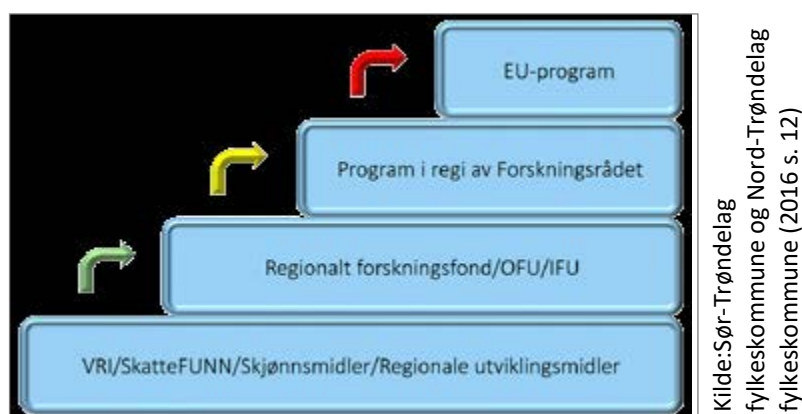 EU-program
Program i regi av Forskningsrådet
Regionalt forskningsfond/OFU/IFU
VRI/SkatteFUNN/Skjønnsmidler/Regionale utviklingsmidler
Kilde:Sør-Trøndelag
fylkeskommune og Nord-Trøndelag
fylkeskommune (2016 s. 12)